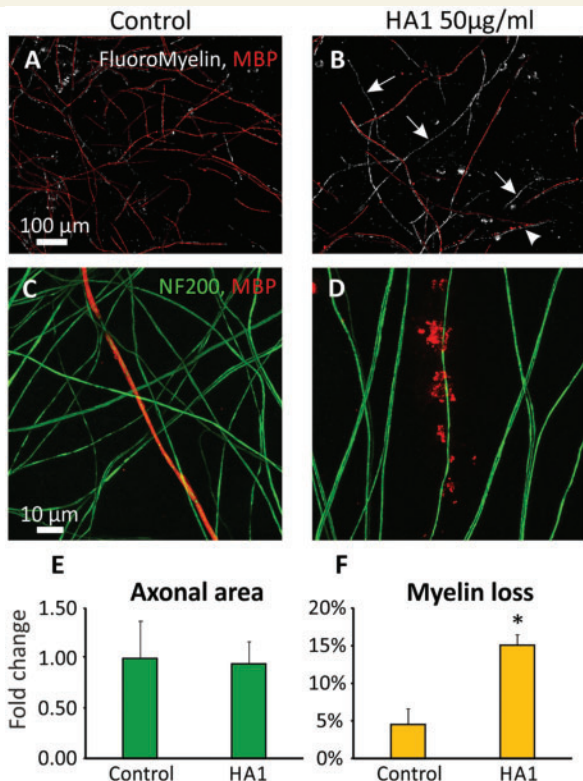 Control
HA1 50µg/ml
A
FluoroMyelin, MBP
B
100 µm
C
NF200, MBP
D
10 µm
E
Axonal area
Fold change
1.50
1.00
0.50
0.00
Control
HA1
F
Myelin loss
20%
15%
10%
5%
0%
*
Control
HA1